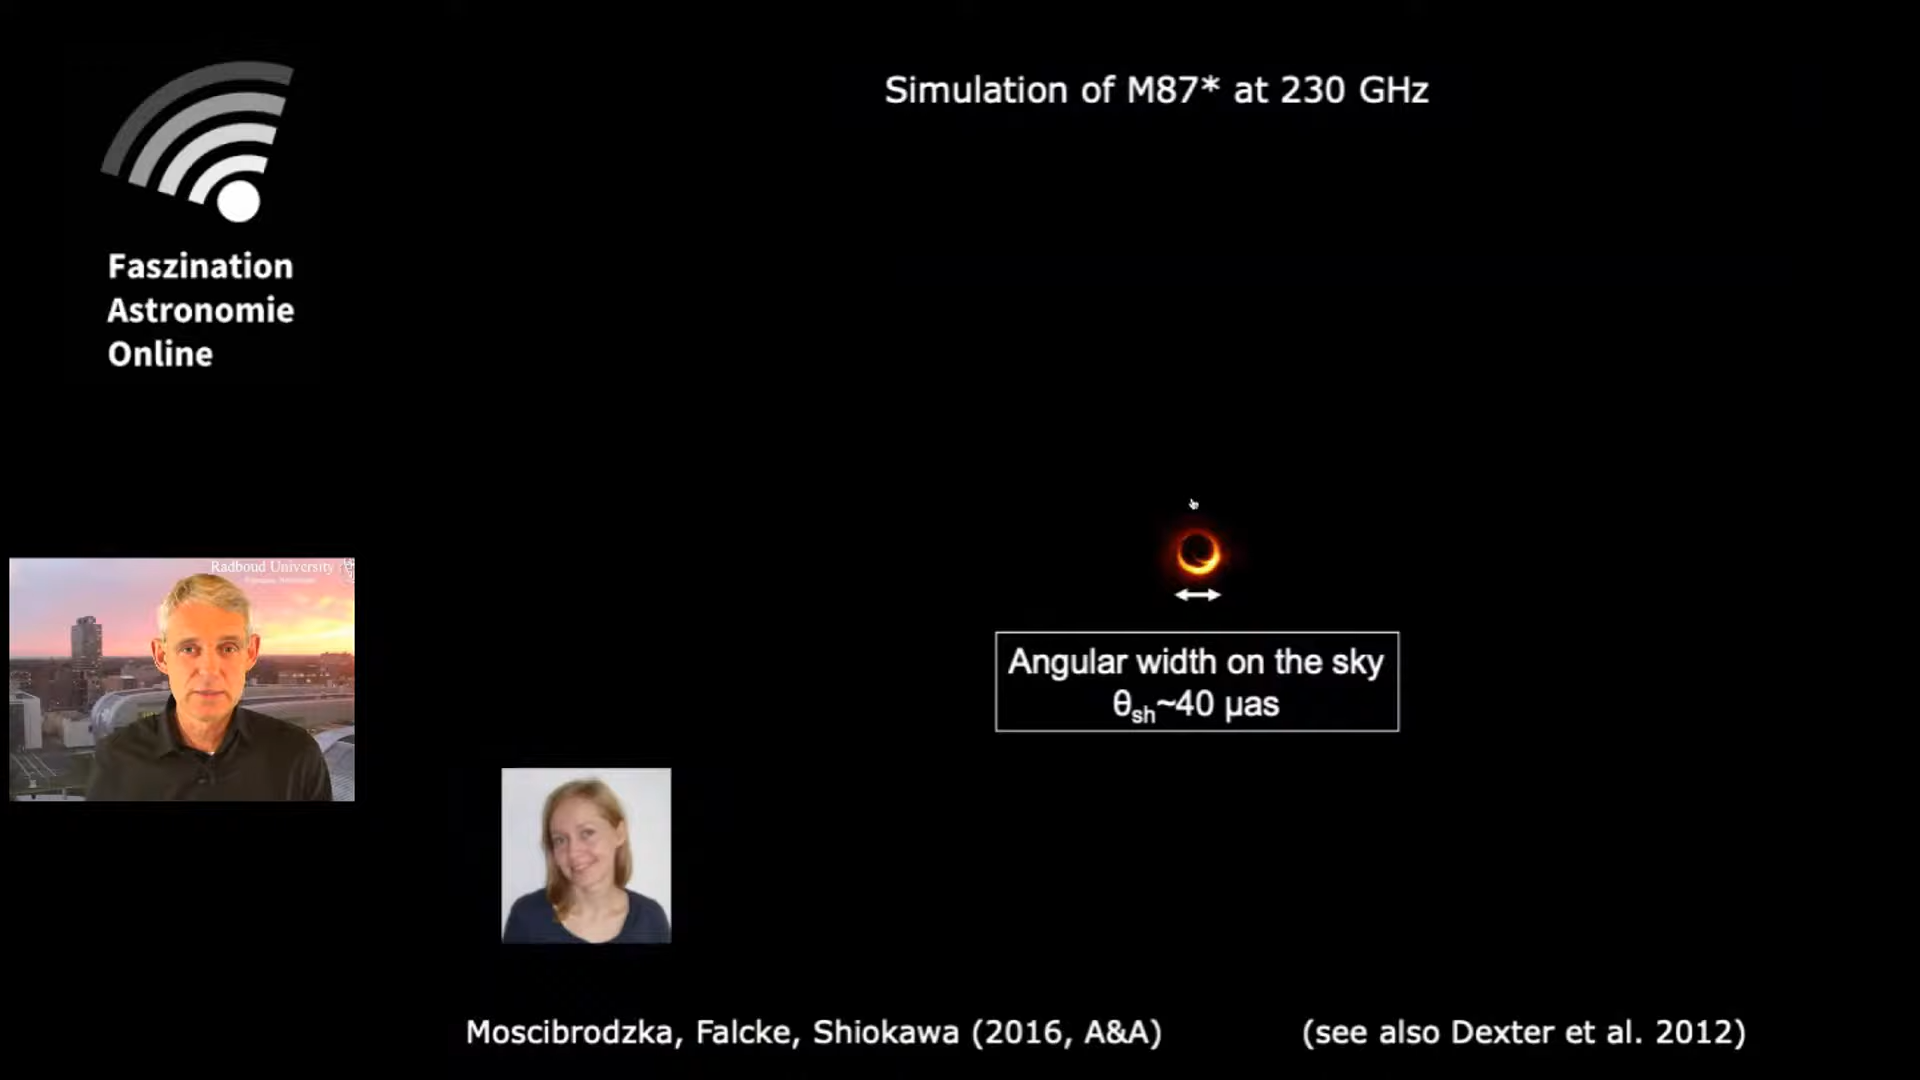 Simulation of M87* at 230 GHz
Faszination
Astronomie
Online
Radboud University
Angular width on the sky
θsh~40 μas
Moscibrodzka, Falcke, Shiokawa (2016, A&A)
(see also Dexter et al. 2012)